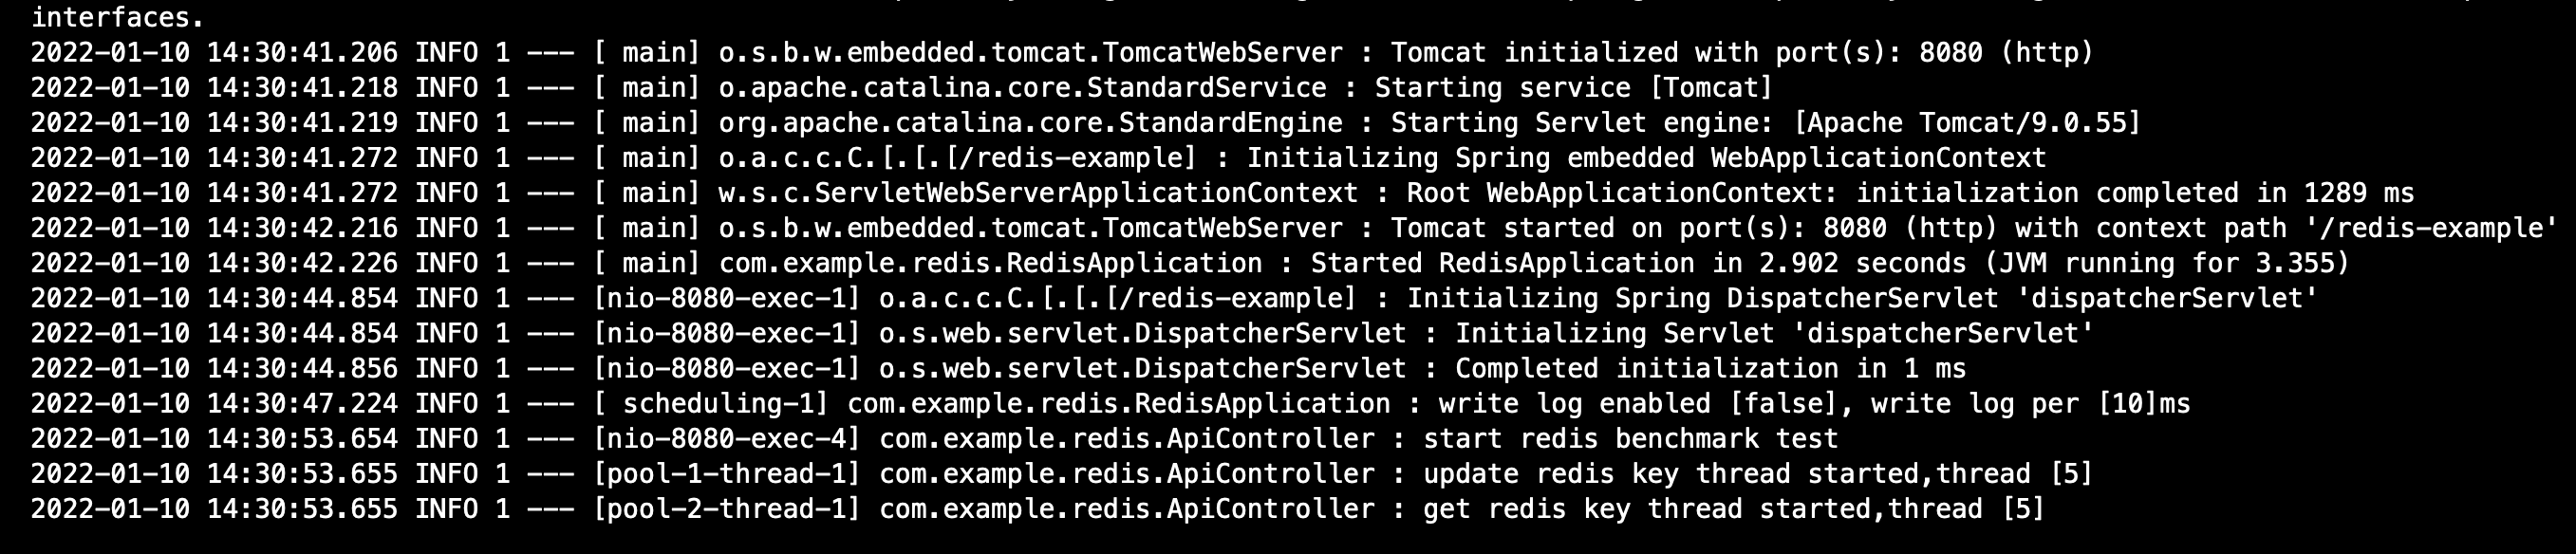 interfaces.
2022-01-10 14:30:41.206 INFO 1 --- [ main] o.s.b.w.embedded.tomcat.TomcatWebServer : Tomcat initialized with port(s): 8080 (http)
2022-01-10 14:30:41.218 INFO 1 --- [ main] o.apache.catalina.core.StandardService : Starting service [Tomcat]
2022-01-10 14:30:41.219 INFO 1 --- [ main] org.apache.catalina.core.StandardEngine : Starting Servlet engine: [Apache Tomcat/9.0.55]
2022-01-10 14:30:41.272 INFO 1 --- [ main] o.a.c.c.C.[.[.[/redis-example] : Initializing Spring embedded WebApplicationContext
2022-01-10 14:30:41.272 INFO 1 --- [ main] w.s.c.ServletWebServerApplicationContext : Root WebApplicationContext: initialization completed in 1289 ms
2022-01-10 14:30:42.216 INFO 1 --- [ main] o.s.b.w.embedded.tomcat.TomcatWebServer : Tomcat started on port(s): 8080 (http) with context path '/redis-example'
2022-01-10 14:30:42.226 INFO 1 --- [ main] com.example.redis.RedisApplication : Started RedisApplication in 2.902 seconds (JVM running for 3.355)
2022-01-10 14:30:44.854 INFO 1 --- [nio-8080-exec-1] o.a.c.c.C.[.[.[/redis-example] : Initializing Spring DispatcherServlet 'dispatcherServlet'
2022-01-10 14:30:44.854 INFO 1 --- [nio-8080-exec-1] o.s.web.servlet.DispatcherServlet : Initializing Servlet 'dispatcherServlet'
2022-01-10 14:30:44.856 INFO 1 --- [nio-8080-exec-1] o.s.web.servlet.DispatcherServlet : Completed initialization in 1 ms
2022-01-10 14:30:47.224 INFO 1 --- [ scheduling-1] com.example.redis.RedisApplication : write log enabled [false], write log per [10]ms
2022-01-10 14:30:53.654 INFO 1 --- [nio-8080-exec-4] com.example.redis.ApiController : start redis benchmark test
2022-01-10 14:30:53.655 INFO 1 --- [pool-1-thread-1] com.example.redis.ApiController : update redis key thread started,thread [5]
2022-01-10 14:30:53.655 INFO 1 --- [pool-2-thread-1] com.example.redis.ApiController : get redis key thread started,thread [5]